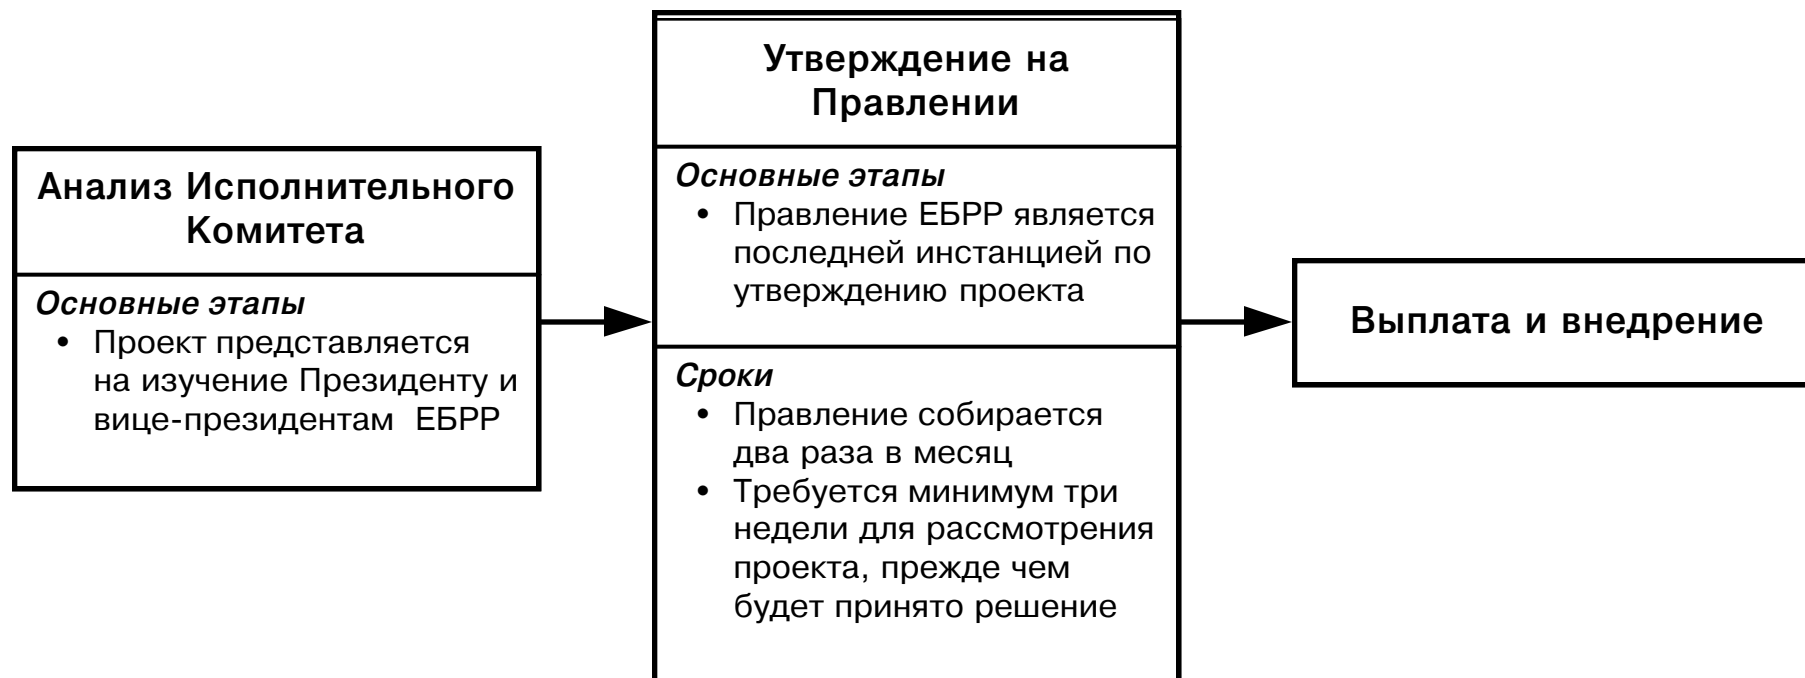 Анализ Исполнительного
Комитета
Основные этапы
• Проект представляется
на изучение Президенту и
вице-президентам ЕБРР
Утверждение на
Правлении
Основные этапы
• Правление ЕБРР является
последней инстанцией по
утверждению проекта
Сроки
• Правление собирается
два раза в месяц
• Требуется минимум три
недели для рассмотрения
проекта, прежде чем
будет принято решение
Выплата и внедрение